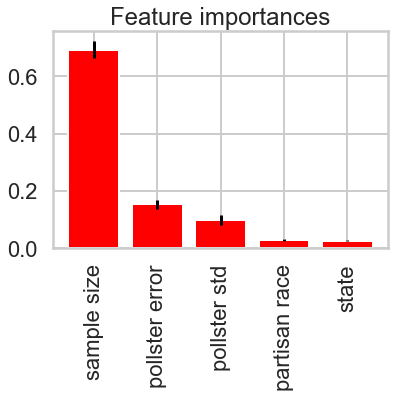 Feature importances
0.6
0.4
0.2
0.0
sample size
pollster error
pollster std
partisan race
state